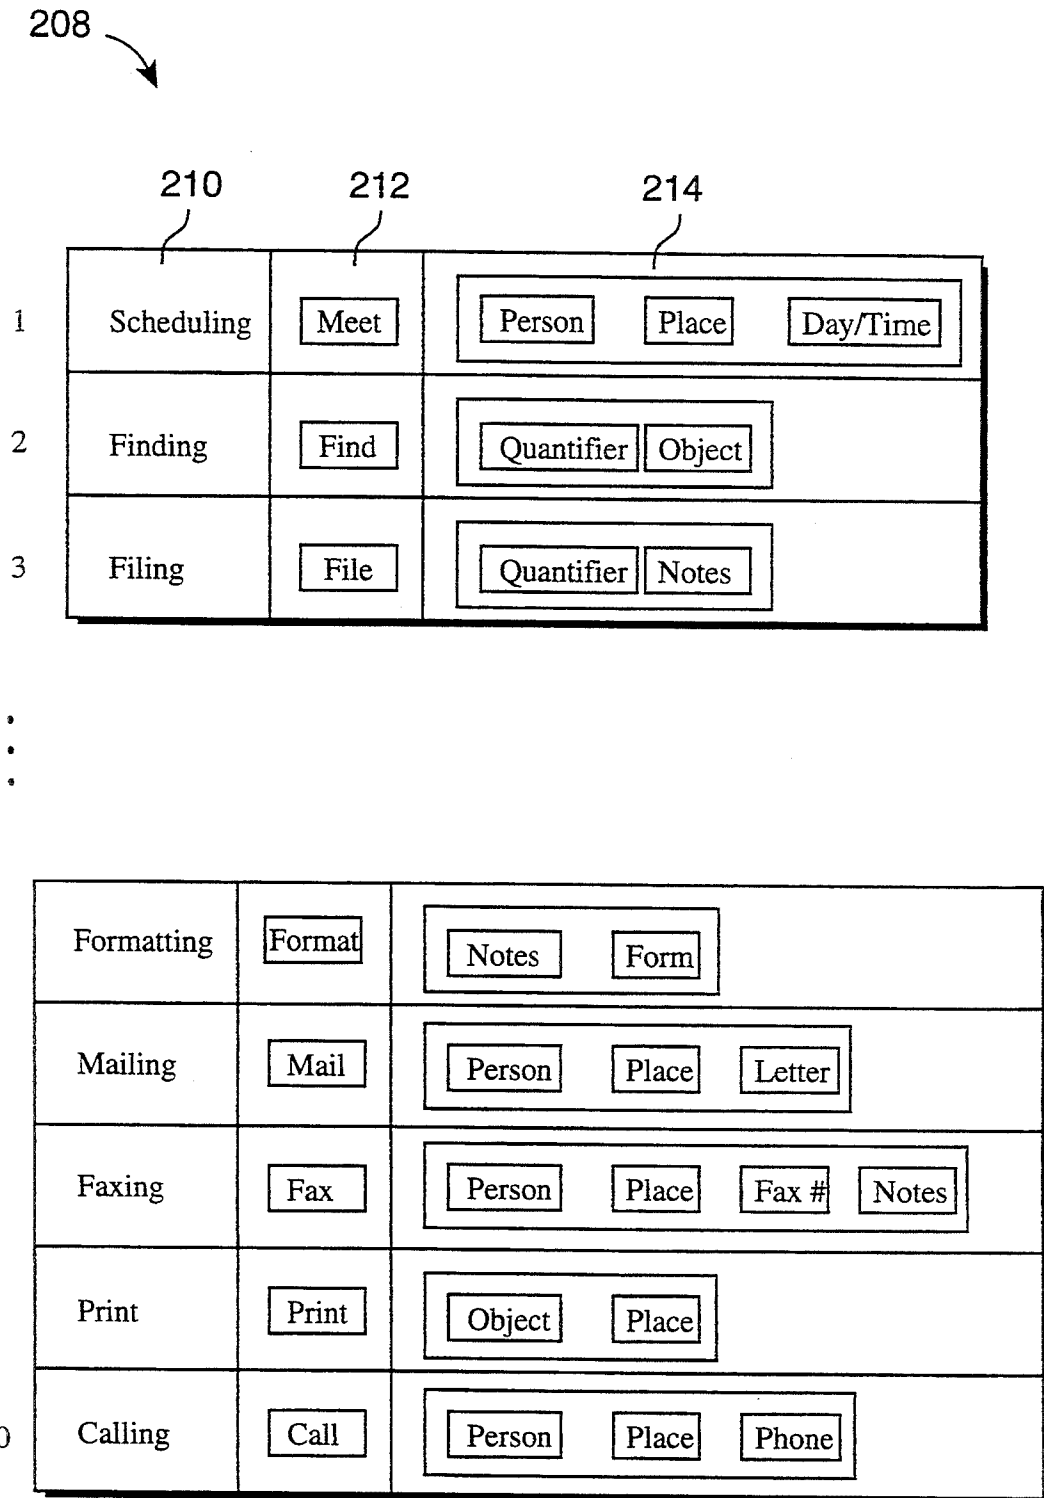 208
210 212 214
1 Scheduling Meet Person Place Day/Time
2 Finding Find Quantifier Object
3 Filing File Quantifier Notes
Formatting Format Notes Form
Mailing Mail Person Place Letter
Faxing Fax Person Place Fax # Notes
Print Print Object Place
0 Calling Call Person Place Phone